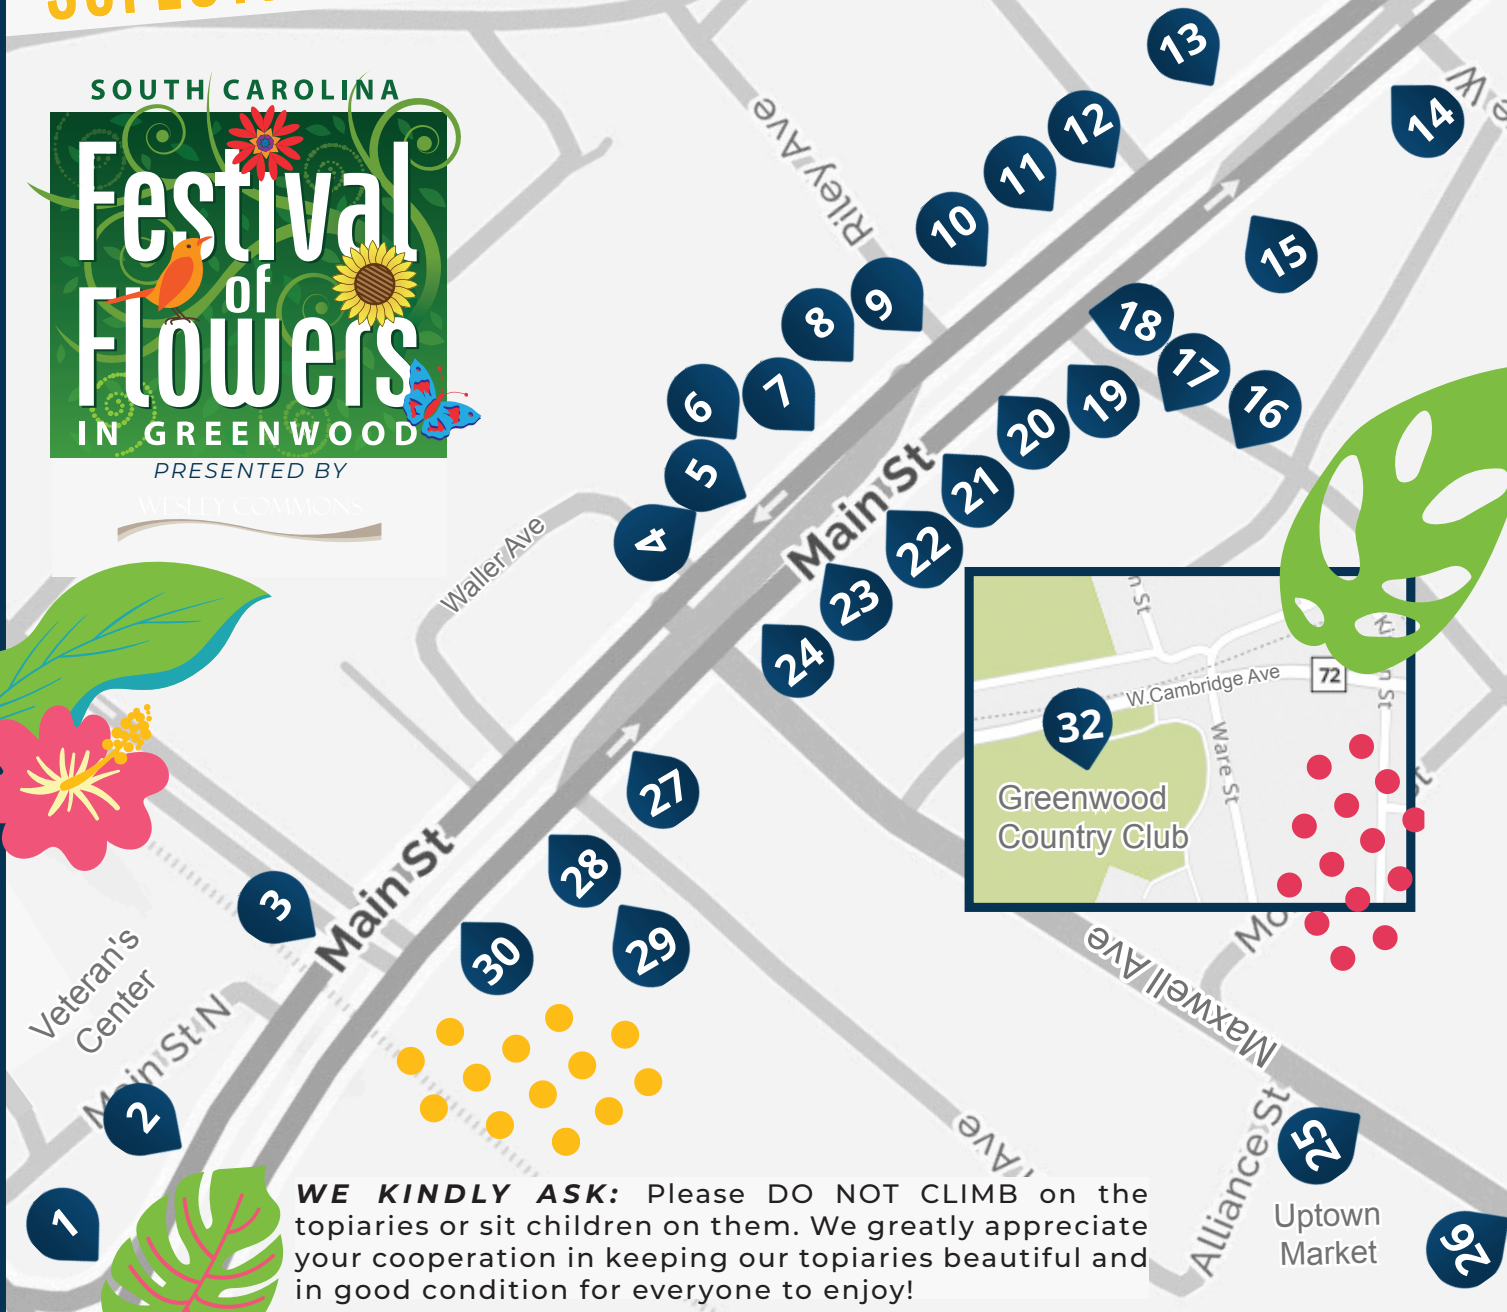 SOUTH CAROLINA
Festival
of
Flowers
IN GREENWOOD
PRESENTED BY
WESLEY COMMONS
Riley Ave
Waller Ave
Main St
Main St
Main St N
Veteran's
Center
Maxwell Ave
Alliance St
Uptown
Market
Ave
W
1
2
3
4
5
6
7
8
9
10
11
12
13
14
15
16
17
18
19
20
21
22
23
24
25
26
27
28
29
30
32
W.Cambridge Ave
72
Ware St
n St
Greenwood
Country Club
WE KINDLY ASK: Please DO NOT CLIMB on the
topiaries or sit children on them. We greatly appreciate
your cooperation in keeping our topiaries beautiful and
in good condition for everyone to enjoy!